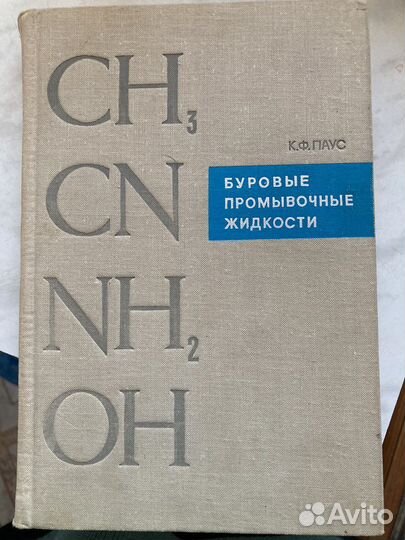 CH3
К.Ф. ПАУС
БУРОВЫЕ
ПРОМЫВОЧНЫЕ
ЖИДКОСТИ
CN
NH2
OH
Avito